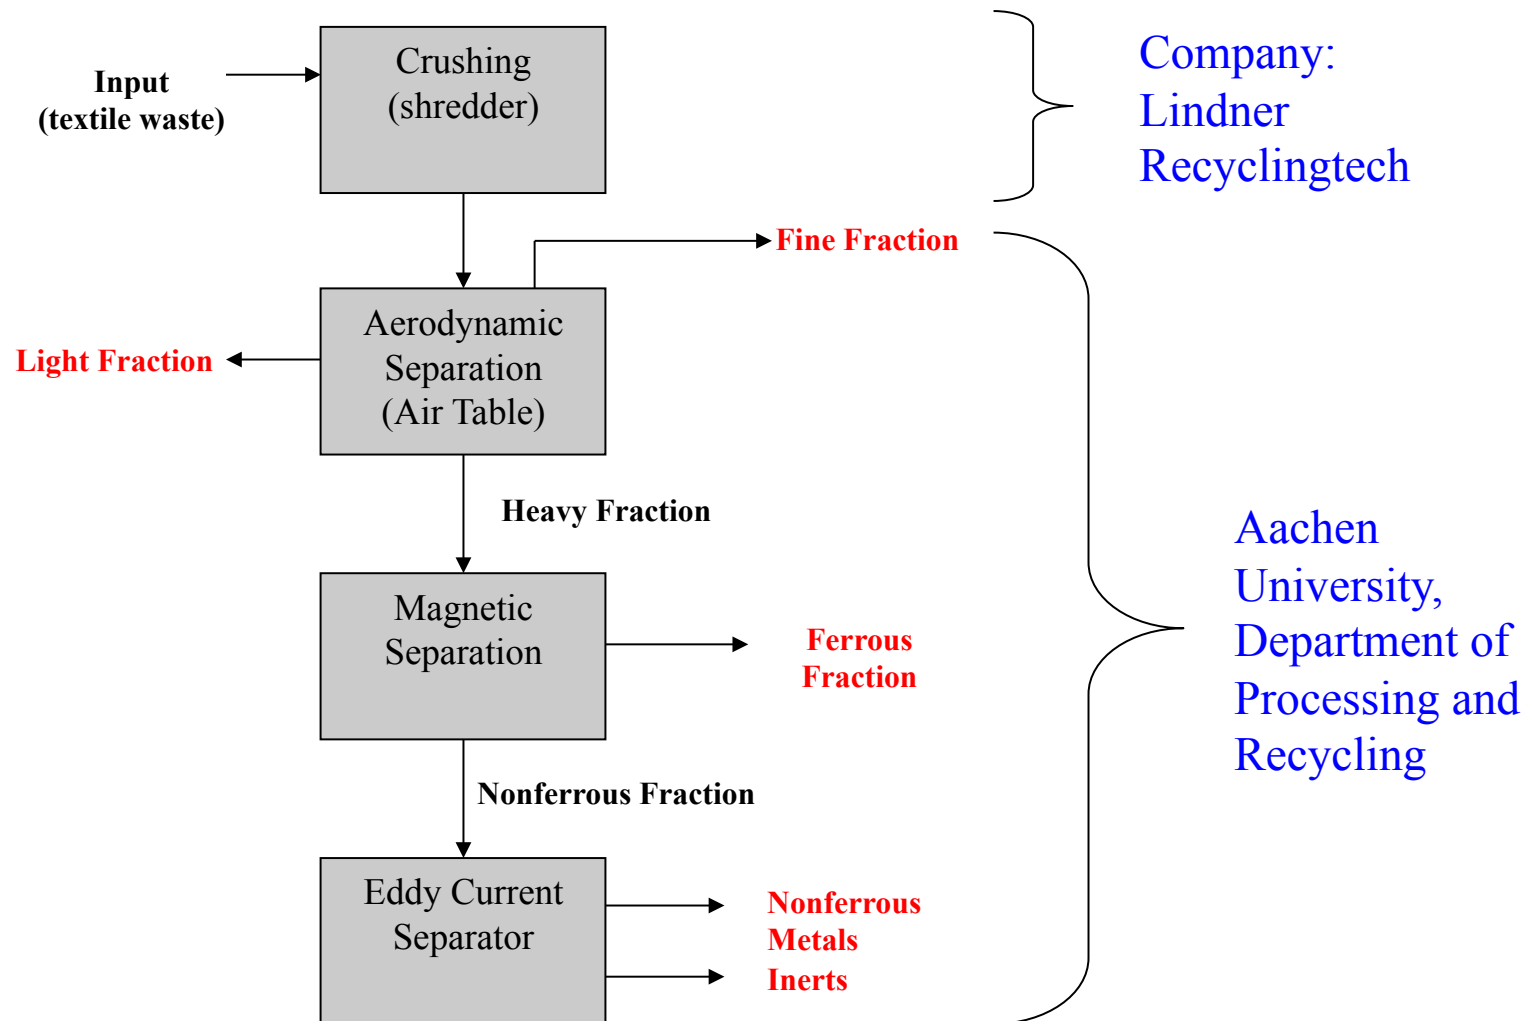 Crushing
(shredder)
Input
(textile waste)
Company:
Lindner
Recyclingtech
Fine Fraction
Aerodynamic
Separation
(Air Table)
Light Fraction
Heavy Fraction
Magnetic
Separation
Ferrous
Fraction
Aachen
University,
Department of
Processing and
Recycling
Nonferrous Fraction
Eddy Current
Separator
Nonferrous
Metals
Inerts